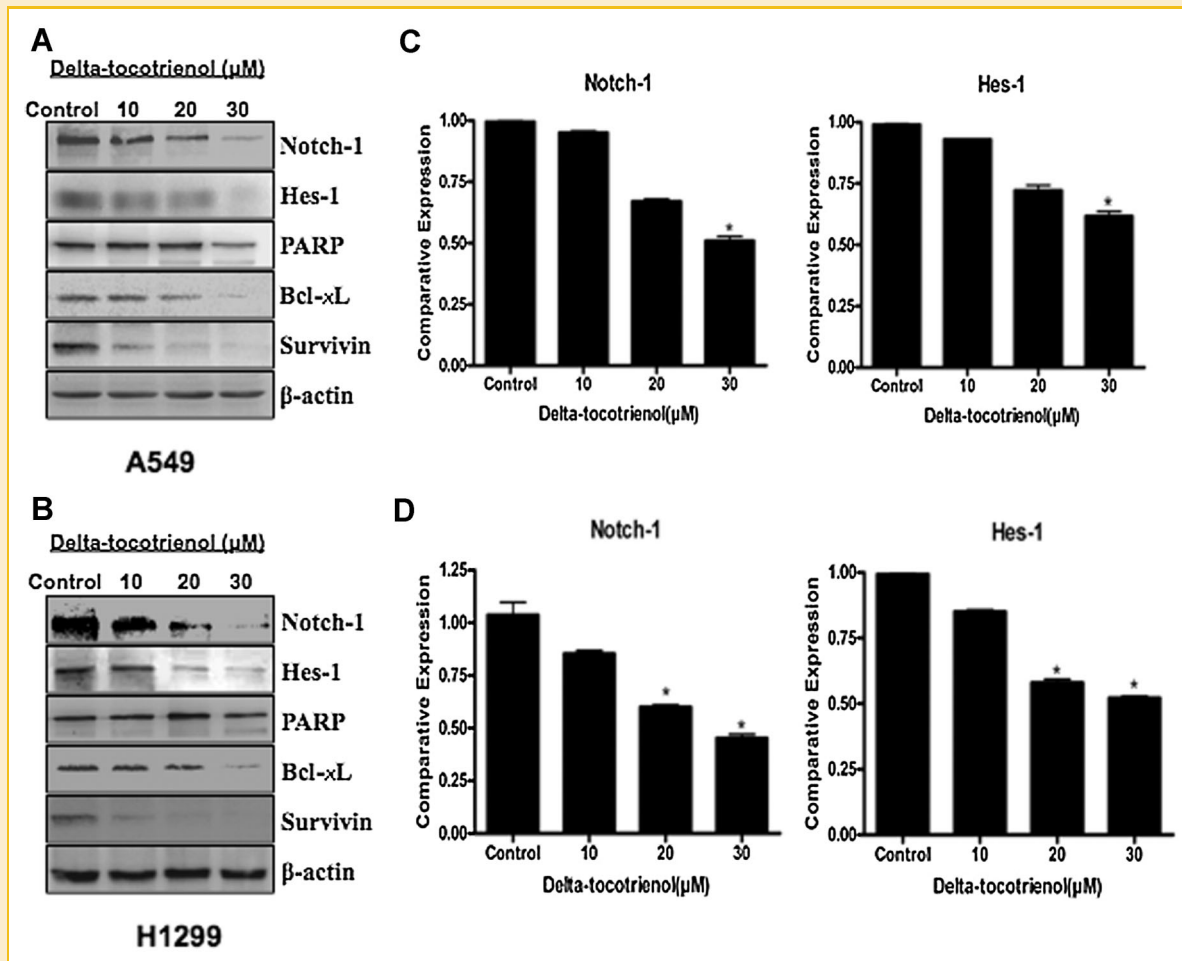 A
Delta-tocotrienol (µM)
Control 10 20 30
Notch-1
Hes-1
PARP
Bcl-xL
Survivin
β-actin
A549
B
Delta-tocotrienol (µM)
Control 10 20 30
Notch-1
Hes-1
PARP
Bcl-xL
Survivin
β-actin
H1299
C
Notch-1
Comparative Expression
1.00
0.75
0.50
0.25
0.00
*
Control 10 20 30
Delta-tocotrienol(µM)
Hes-1
Comparative Expression
1.00
0.75
0.50
0.25
0.00
*
Control 10 20 30
Delta-tocotrienol(µM)
D
Notch-1
Comparative Expression
1.25
1.00
0.75
0.50
0.25
0.00
* *
Control 10 20 30
Delta-tocotrienol(µM)
Hes-1
Comparative Expression
1.00
0.75
0.50
0.25
0.00
* *
Control 10 20 30
Delta-tocotrienol(µM)